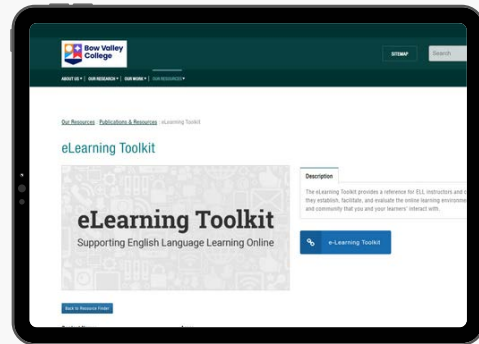 Bow Valley
College
SITEMAP
Search
ABOUT US
OUR RESEARCH
OUR WORK
OUR RESOURCES
Our Resources Publications & Resources eLearning Toolkit
eLearning Toolkit
eLearning Toolkit
Supporting English Language Learning Online
Description
The eLearning Toolkit provides a reference for ELL instructors and
they establish, facilitate, and evaluate the online learning
and community that you and your learners' interact with.
e-Learning Toolkit
Back to Resource Finder